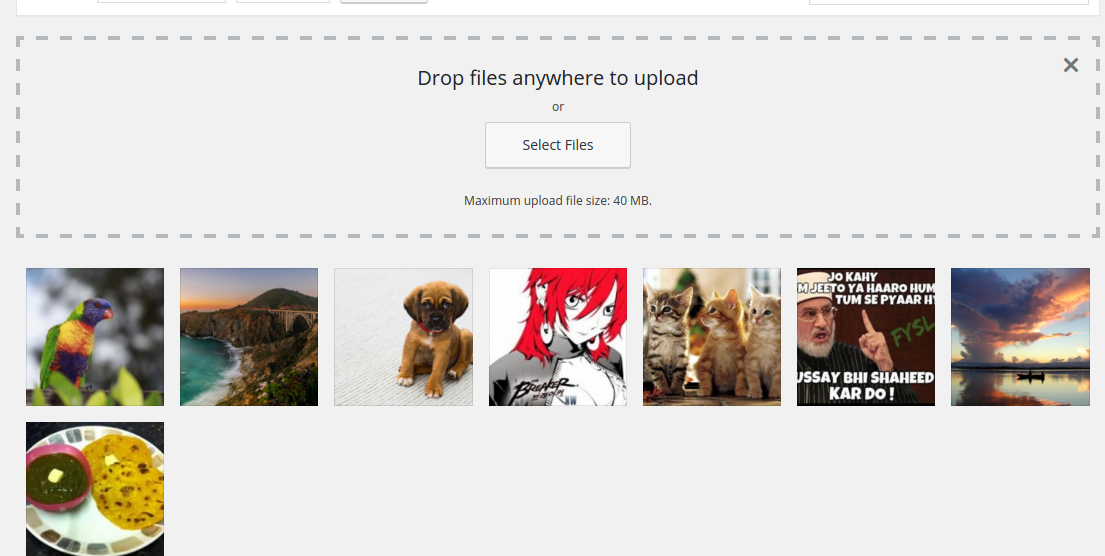 Drop files anywhere to upload
or
Select Files
Maximum upload file size: 40 MB.
BREAKER
JO KAHY
M JEETO YA HAARO HUM
TUM SE PYAAR H
FYSL
USSAY BHI SHAHEED
KAR DO !